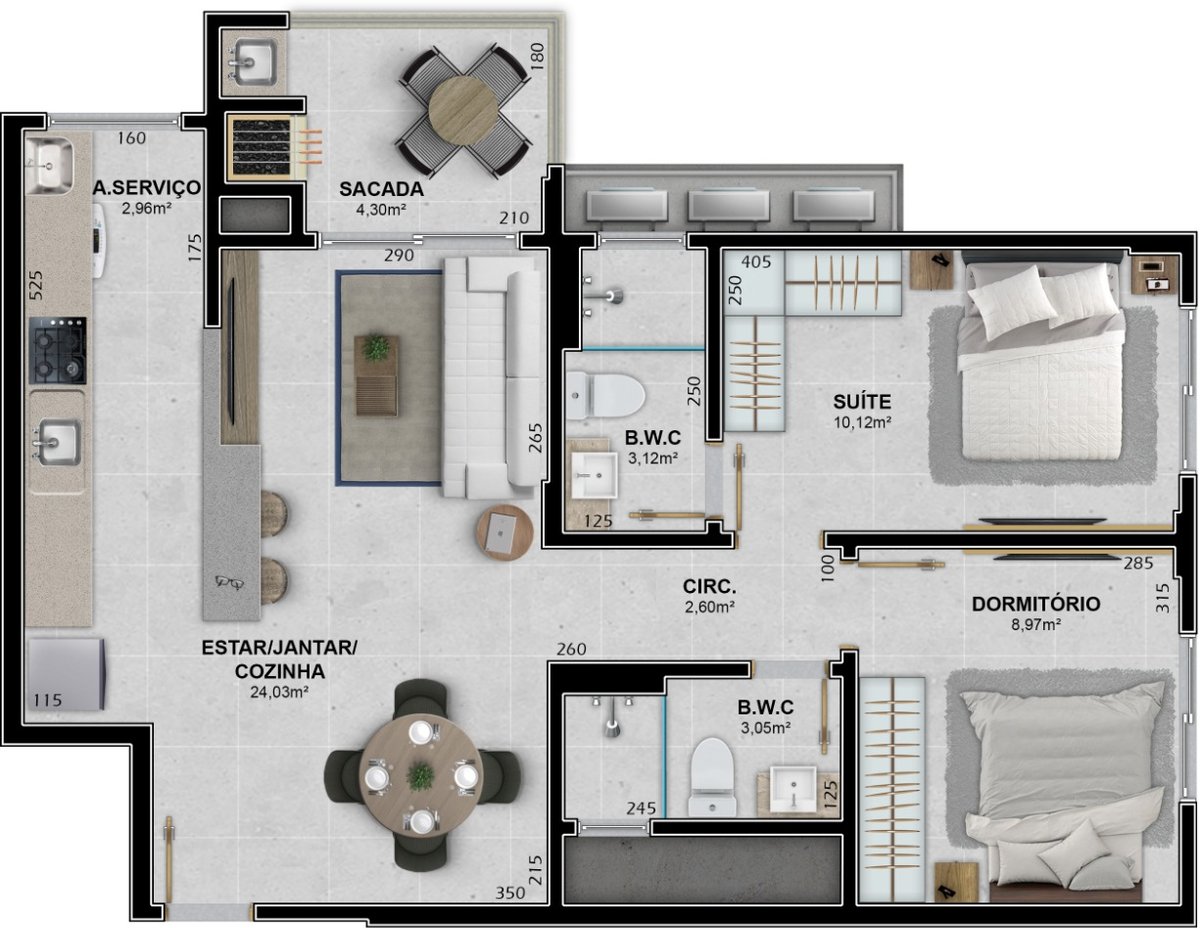 180
160
A.SERVIÇO
2,96m²
SACADA
4,30m²
210
175
290
525
405
250
250
SUÍTE
10,12m²
265
B.W.C
3,12m²
125
100
285
315
CIRC.
2,60m²
DORMITÓRIO
8,97m²
ESTAR/JANTAR/
COZINHA
24,03m²
260
115
B.W.C
3,05m²
245
125
215
350